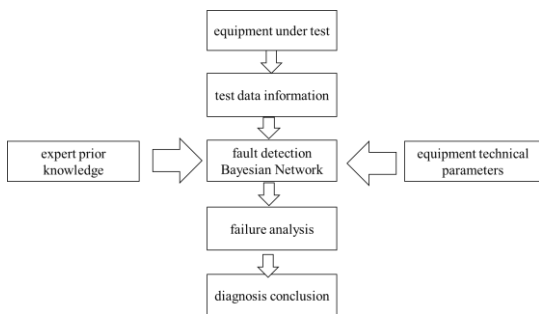 equipment under test
test data information
expert prior
knowledge
fault detection
Bayesian Network
equipment technical
parameters
failure analysis
diagnosis conclusion